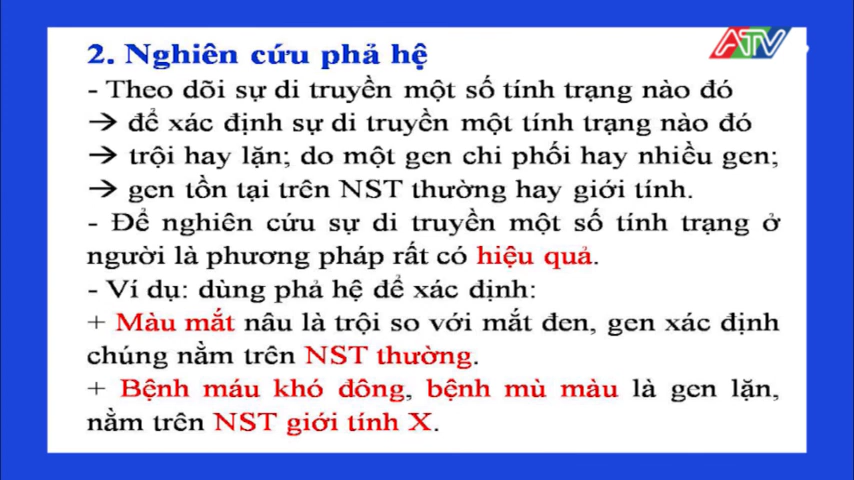 ATV
2. Nghiên cứu phả hệ
- Theo dõi sự di truyền một số tính trạng nào đó
→ để xác định sự di truyền một tính trạng nào đó
→ trội hay lặn; do một gen chi phối hay nhiều gen;
→ gen tồn tại trên NST thường hay giới tính.
- Để nghiên cứu sự di truyền một số tính trạng ở
người là phương pháp rất có hiệu quả.
- Ví dụ: dùng phả hệ để xác định:
+ Màu mắt nâu là trội so với mắt đen, gen xác định
chúng nằm trên NST thường.
+ Bệnh máu khó đông, bệnh mù màu là gen lặn,
nằm trên NST giới tính X.